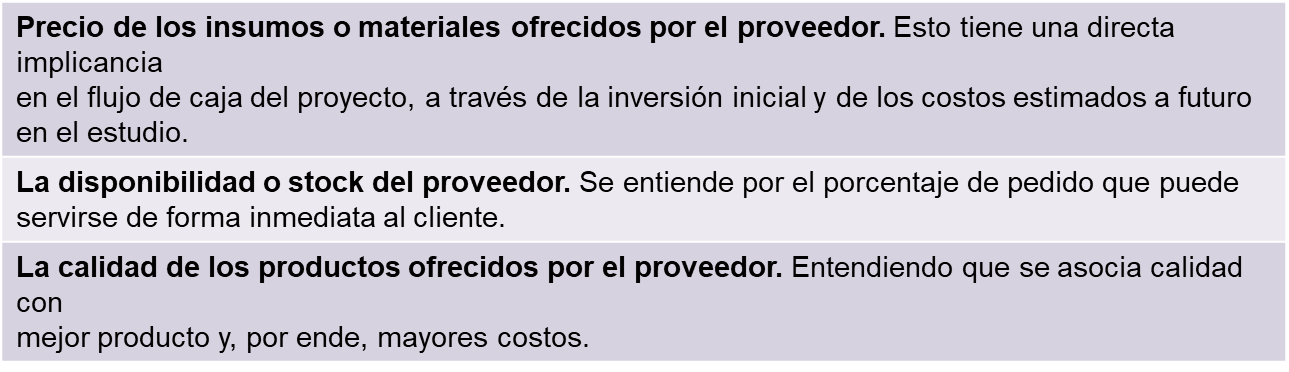 Precio de los insumos o materiales ofrecidos por el proveedor. Esto tiene una directa
implicancia
en el flujo de caja del proyecto, a través de la inversión inicial y de los costos estimados a futuro
en el estudio.
La disponibilidad o stock del proveedor. Se entiende por el porcentaje de pedido que puede
servirse de forma inmediata al cliente.
La calidad de los productos ofrecidos por el proveedor. Entendiendo que se asocia calidad
con
mejor producto y, por ende, mayores costos.